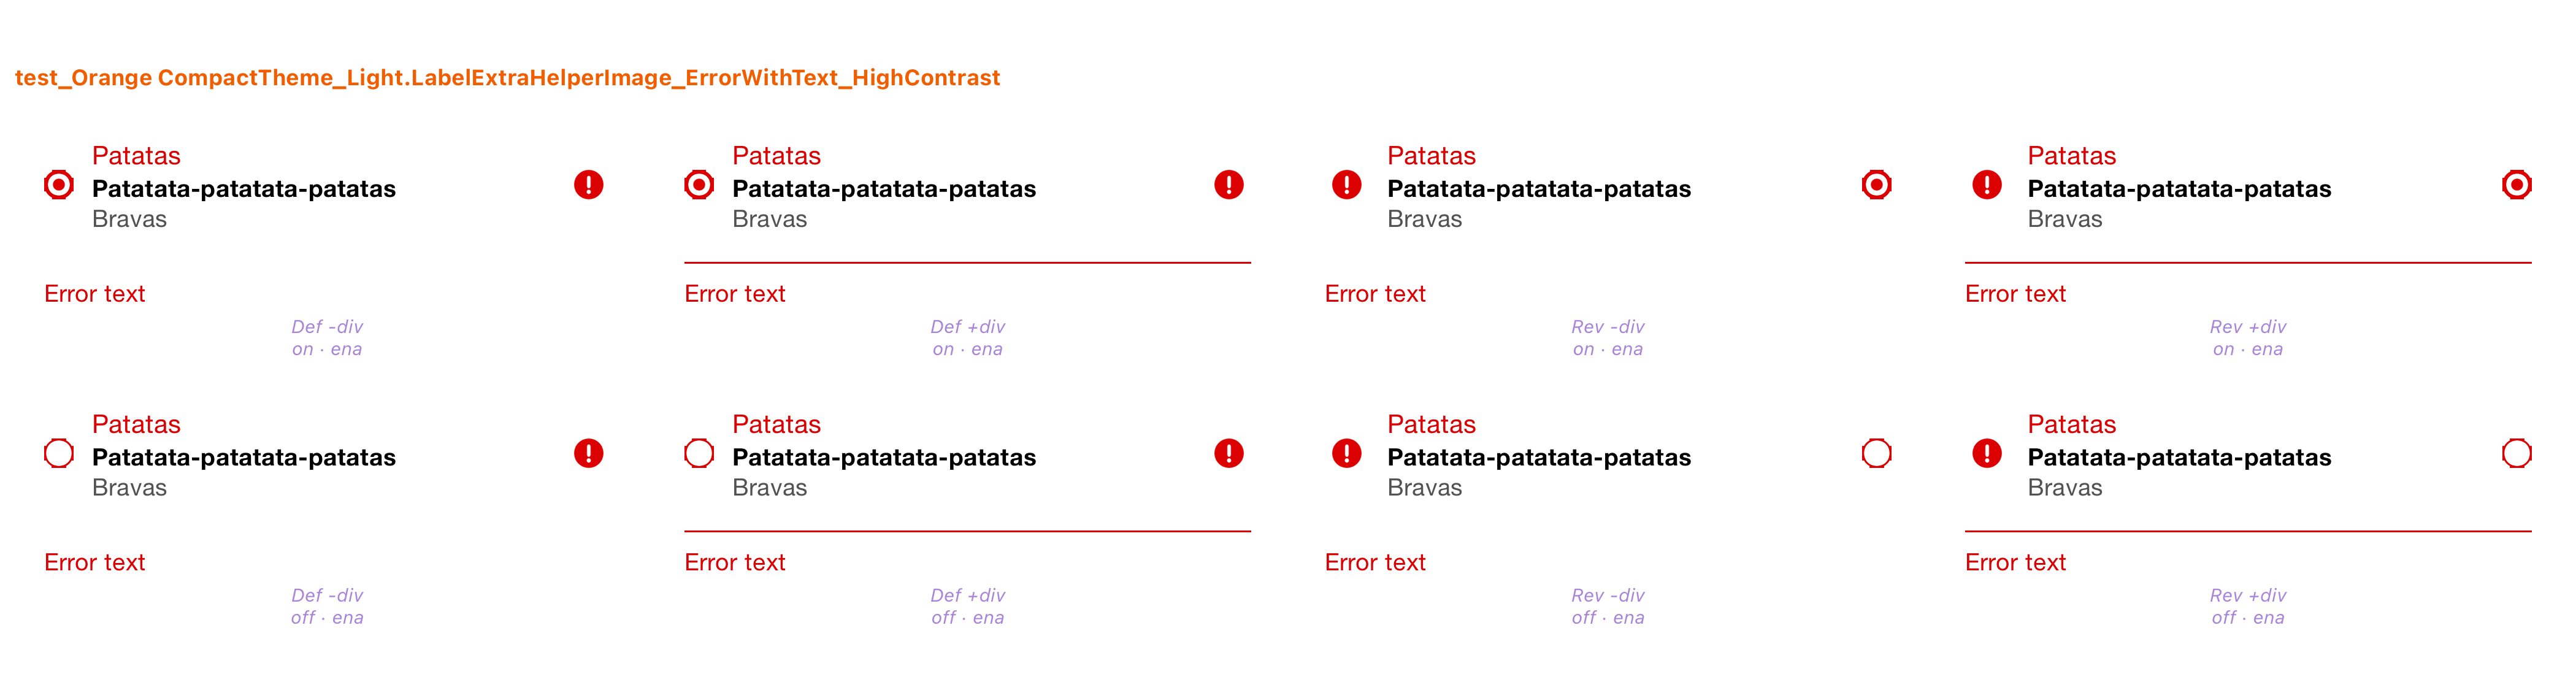 test_Orange CompactTheme_Light.LabelExtraHelperImage_ErrorWithText_HighContrast
Patatas
Patatata-patatata-patatas
Bravas
Error text
Def -div
on · ena
Patatas
Patatata-patatata-patatas
Bravas
Error text
Def +div
on · ena
Patatas
Patatata-patatata-patatas
Bravas
Error text
Rev -div
on · ena
Patatas
Patatata-patatata-patatas
Bravas
Error text
Rev +div
on · ena
Patatas
Patatata-patatata-patatas
Bravas
Error text
Def -div
off · ena
Patatas
Patatata-patatata-patatas
Bravas
Error text
Def +div
off · ena
Patatas
Patatata-patatata-patatas
Bravas
Error text
Rev -div
off · ena
Patatas
Patatata-patatata-patatas
Bravas
Error text
Rev +div
off · ena